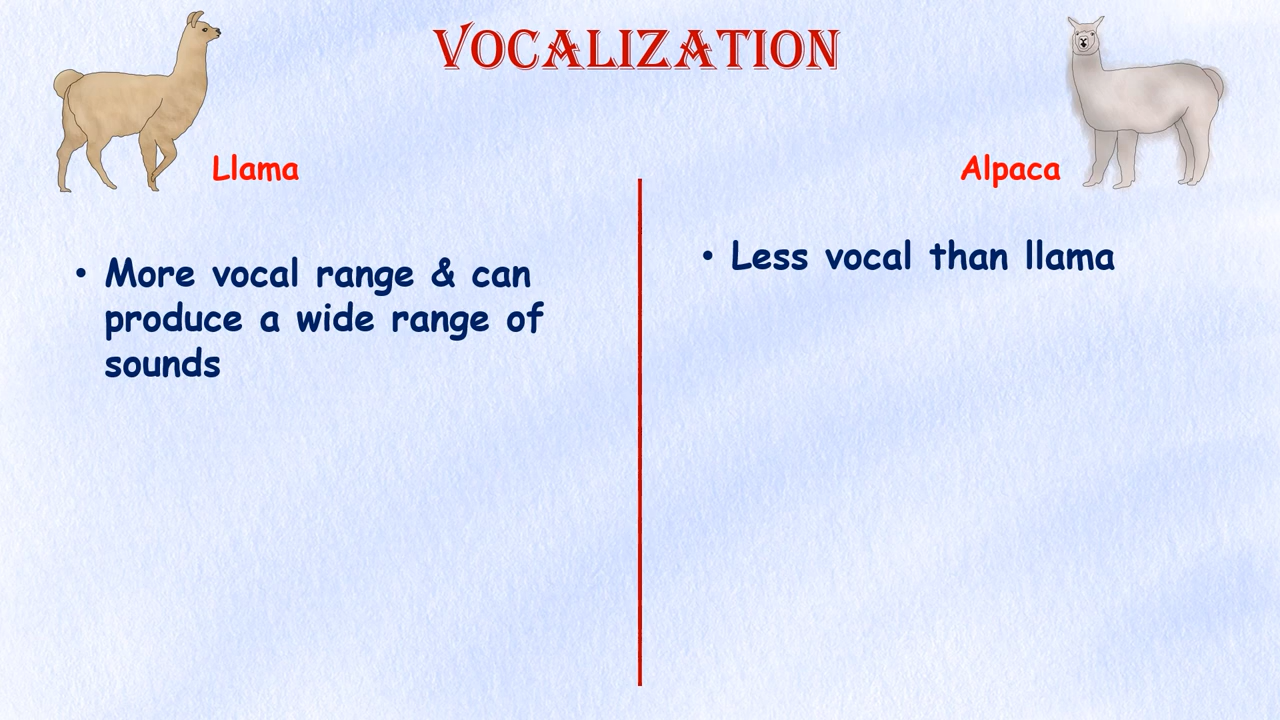 VOCALIZATION
Llama
Alpaca
• More vocal range & can
produce a wide range of
sounds
• Less vocal than llama